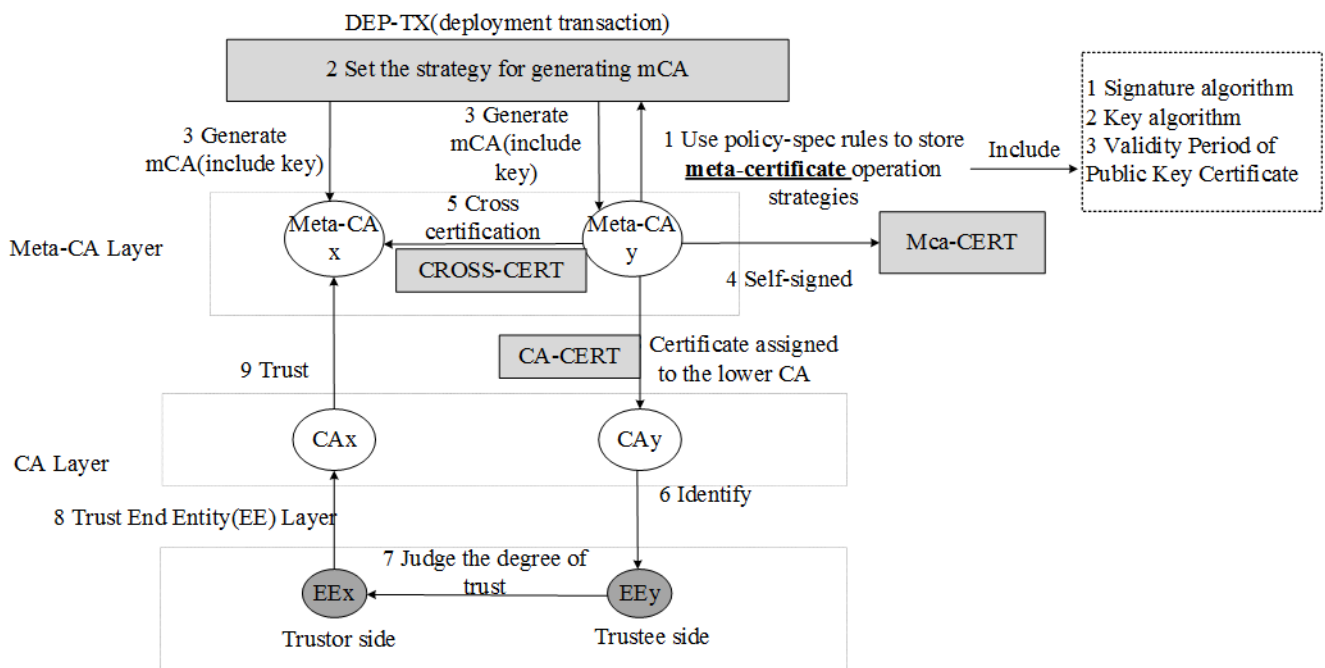 DEP-TX(deployment transaction)
2 Set the strategy for generating mCA
1 Signature algorithm
2 Key algorithm
3 Validity Period of
Public Key Certificate
3 Generate
mCA(include key)
3 Generate
mCA(include
key)
1 Use policy-spec rules to store
meta-certificate operation
strategies
Include
Meta-CA Layer
Meta-CA
x
5 Cross
certification
CROSS-CERT
Meta-CA
y
Mca-CERT
4 Self-signed
9 Trust
CA-CERT
Certificate assigned
to the lower CA
CA Layer
CAx
CAy
6 Identify
8 Trust End Entity(EE) Layer
7 Judge the degree of
trust
EEx
EEy
Trustor side
Trustee side